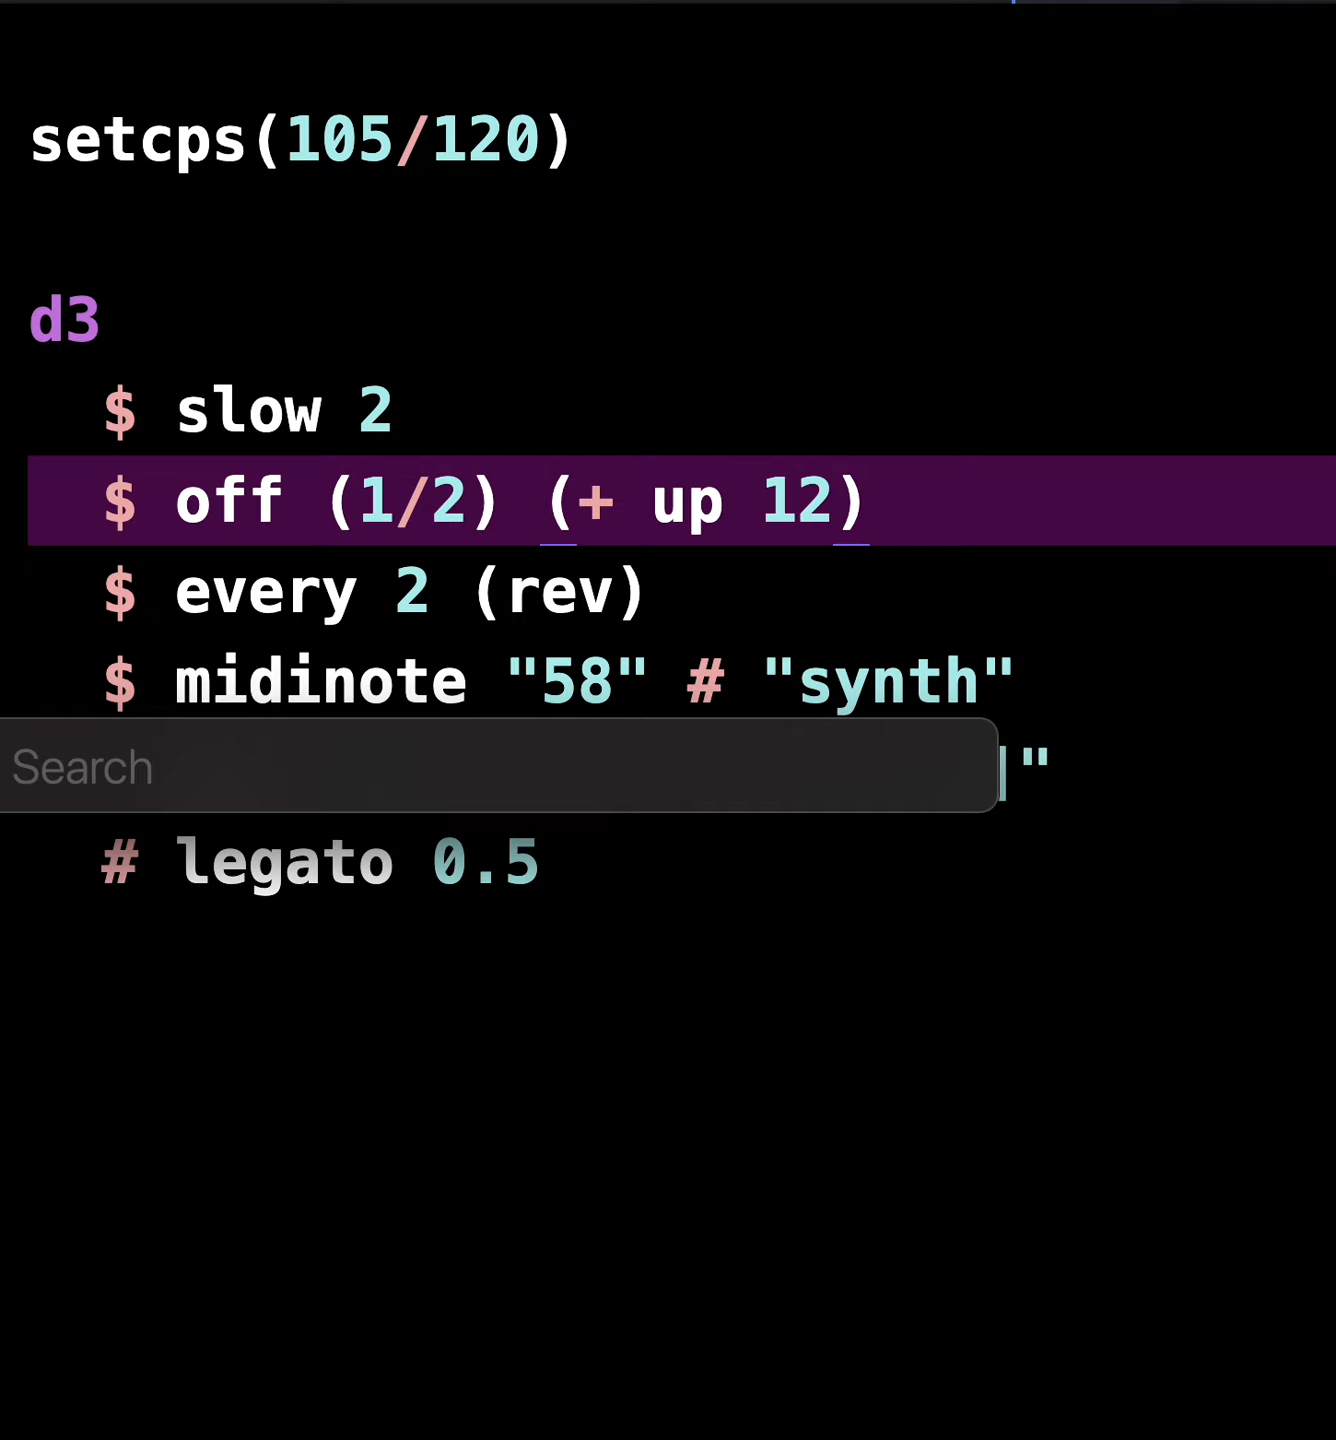 setcps(105/120)
d3
$ slow 2
$ off (1/2) (+ up 12)
$ every 2 (rev)
$ midinote "58" # "synth"
Search
|"
# legato 0.5